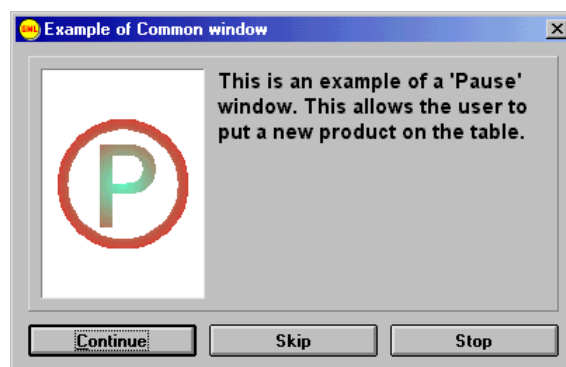 GML Example of Common window
This is an example of a 'Pause'
window. This allows the user to
put a new product on the table.
P
Continue Skip Stop